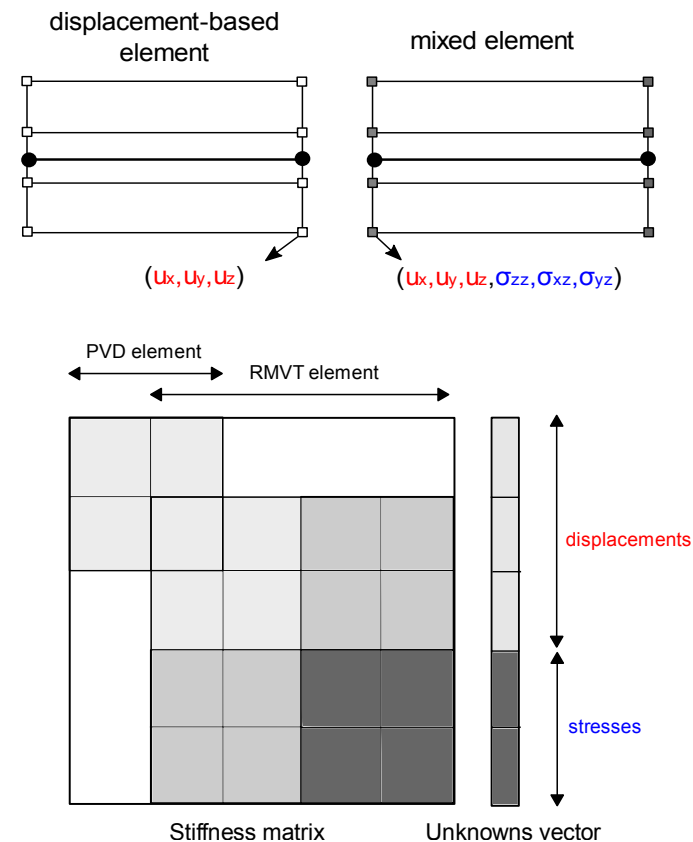 displacement-based
element
mixed element
(ux,uy,uz)
(ux,uy,uz,σzz,σxz,σyz)
PVD element
RMVT element
displacements
stresses
Stiffness matrix
Unknowns vector